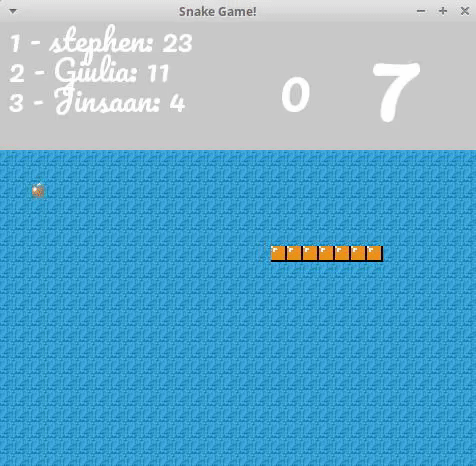 Snake Game!
1 - stephen: 23
2 - Giulia: 11
3 - Jinsaan: 4
0
7